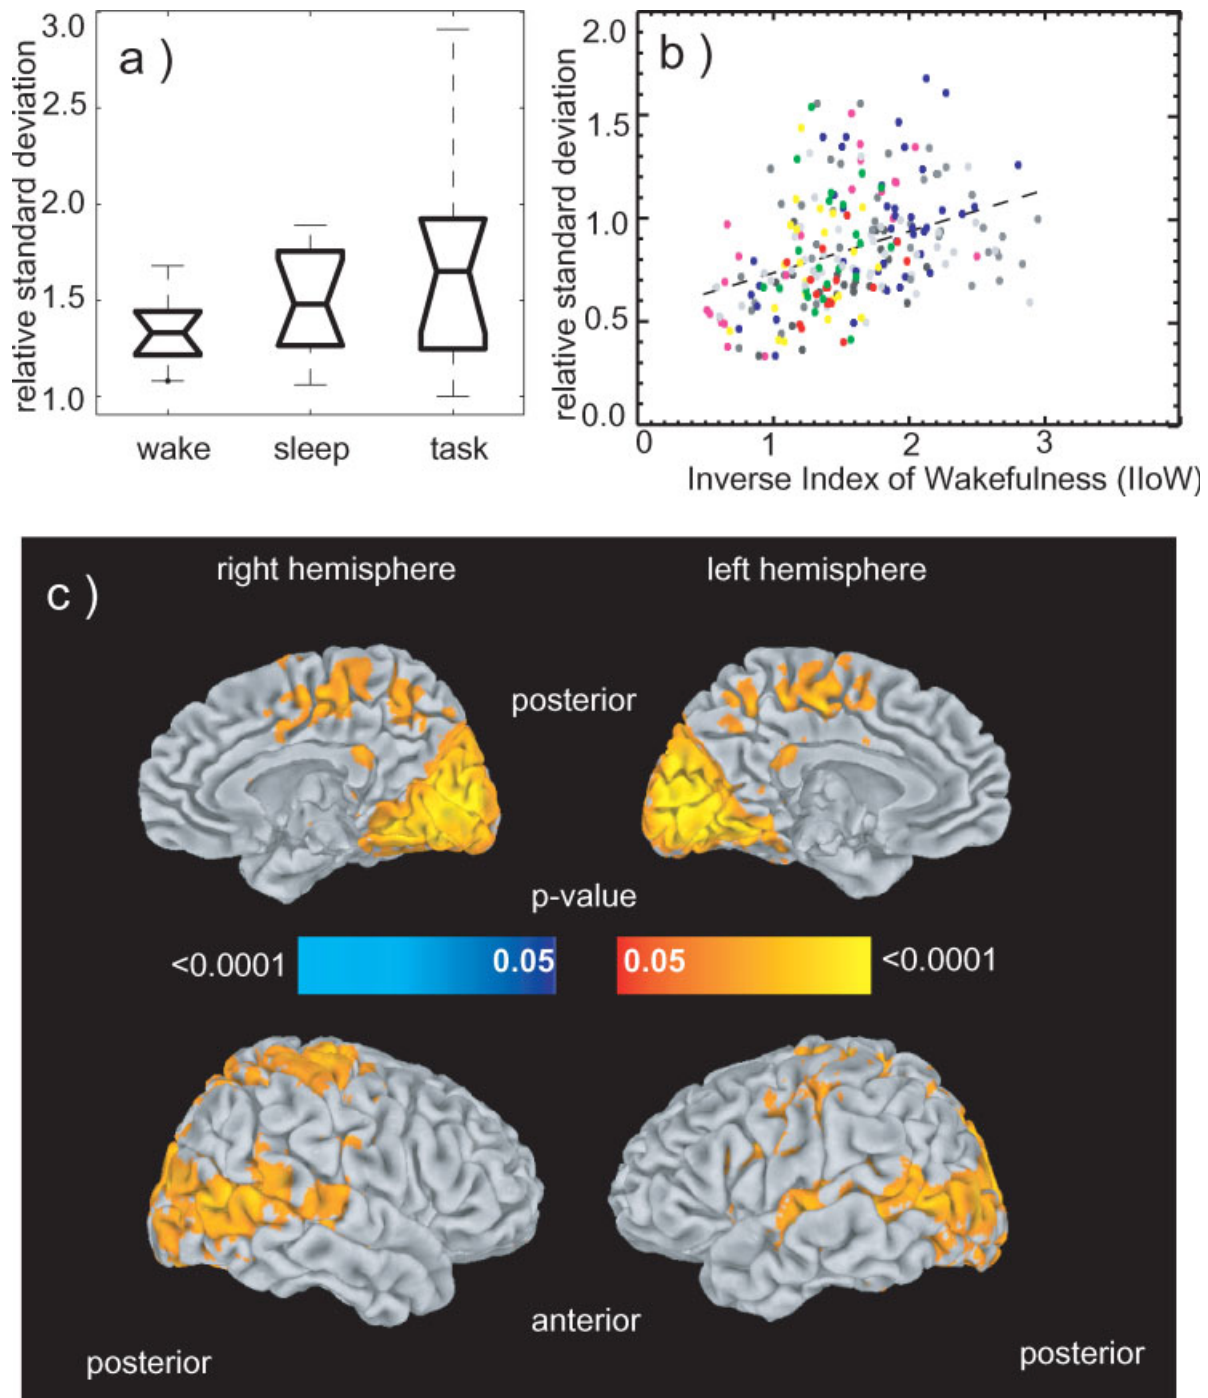 a )
relative standard deviation
3.0
2.5
2.0
1.5
1.0
wake sleep task
b )
relative standard deviation
2.0
1.5
1.0
0.5
0.0
0 1 2 3
Inverse Index of Wakefulness (IIoW)
c )
right hemisphere left hemisphere
posterior
p-value
<0.0001 0.05 0.05 <0.0001
anterior
posterior posterior